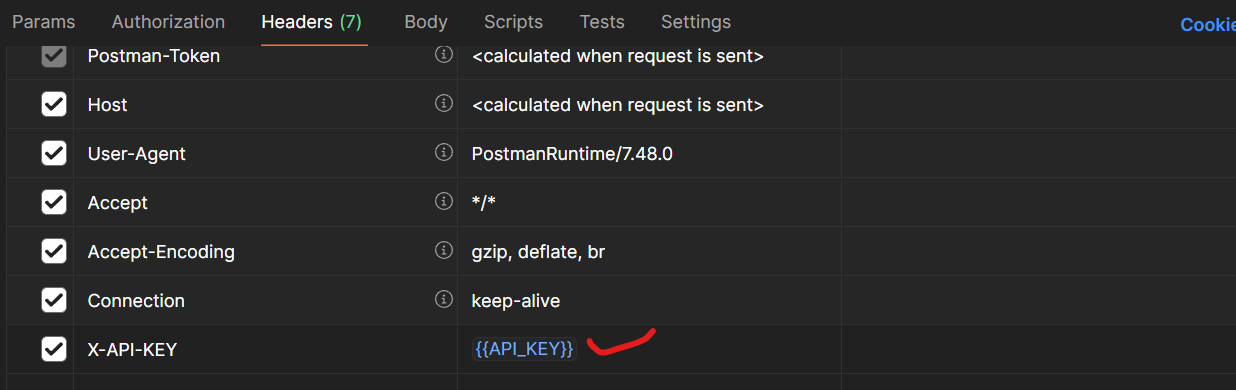 Params Authorization Headers (7) Body Scripts Tests Settings
Cookie
Postman-Token <calculated when request is sent>
Host <calculated when request is sent>
User-Agent PostmanRuntime/7.48.0
Accept */*
Accept-Encoding gzip, deflate, br
Connection keep-alive
X-API-KEY {{API_KEY}}